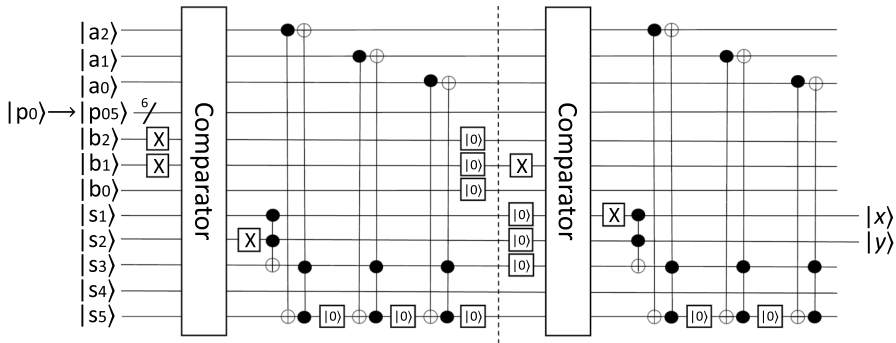 |a2⟩
|a1⟩
|a0⟩
|p0⟩→|p05⟩ 6
|b2⟩ X |0⟩
|b1⟩ X |0⟩ X
|b0⟩ |0⟩
Comparator Comparator
|S1⟩ |0⟩ X |x⟩
|S2⟩ X |0⟩ |y⟩
|S3⟩ |0⟩
|S4⟩
|S5⟩ |0⟩ |0⟩ |0⟩ |0⟩ |0⟩